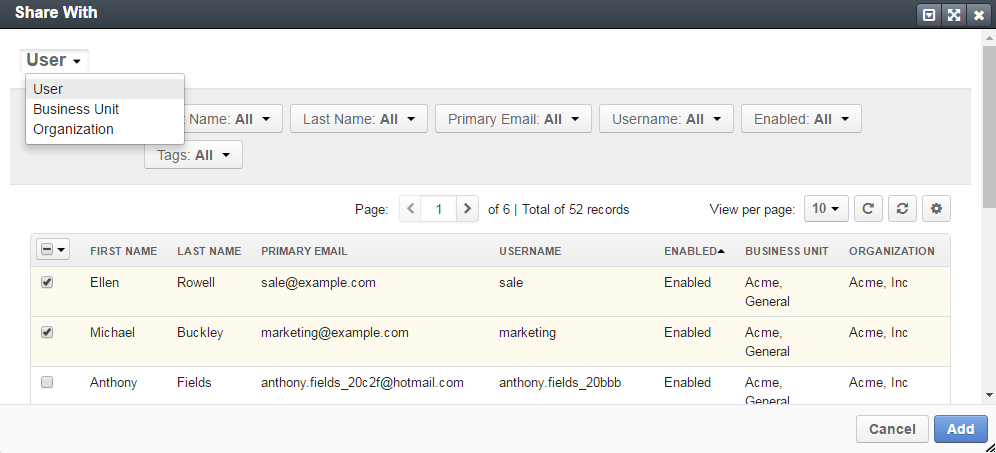 Share With
User
User
Business Unit
Organization
Name: All
Last Name: All
Primary Email: All
Username: All
Enabled: All
Tags: All
Page: 1 of 6 | Total of 52 records
View per page: 10
FIRST NAME LAST NAME PRIMARY EMAIL USERNAME ENABLED BUSINESS UNIT ORGANIZATION
Ellen Rowell sale@example.com sale Enabled Acme, General Acme, Inc
Michael Buckley marketing@example.com marketing Enabled Acme, General Acme, Inc
Anthony Fields anthony.fields_20c2f@hotmail.com anthony.fields_20bbb Enabled Acme, General Acme, Inc
Cancel
Add